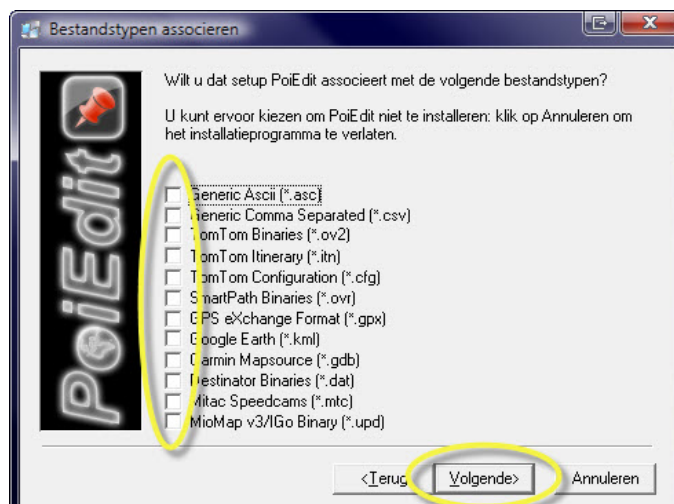 Bestandstypen associeren
PoiEdit
Wilt u dat setup PoiEdit associeert met de volgende bestandstypen?
U kunt ervoor kiezen om PoiEdit niet te installeren: klik op Annuleren om
het installatieprogramma te verlaten.
Generic Ascii (*.asc)
Generic Comma Separated (*.csv)
TomTom Binaries (*.ov2)
TomTom Itinerary (*.itn)
TomTom Configuration (*.cfg)
SmartPath Binaries (*.ovr)
GPS eXchange Format (*.gpx)
Google Earth (*.kml)
Garmin Mapsource (*.gdb)
Destinator Binaries (*.dat)
Mitac Speedcams (*.mtc)
MioMap v3/IGo Binary (*.upd)
<Terug
Volgende>
Annuleren